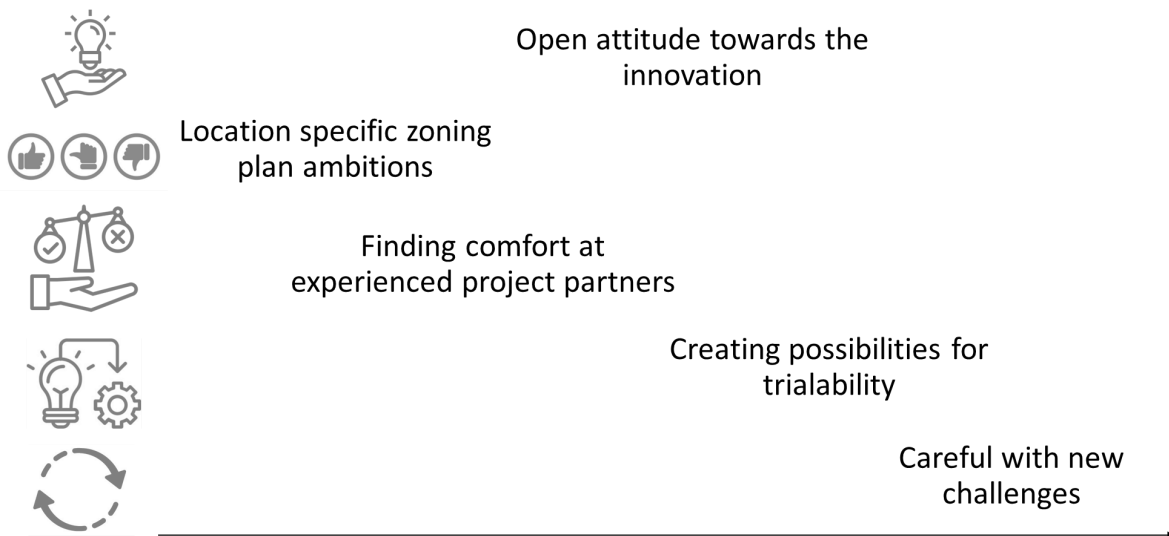 Open attitude towards the
innovation
Location specific zoning
plan ambitions
Finding comfort at
experienced project partners
Creating possibilities for
trialability
Careful with new
challenges